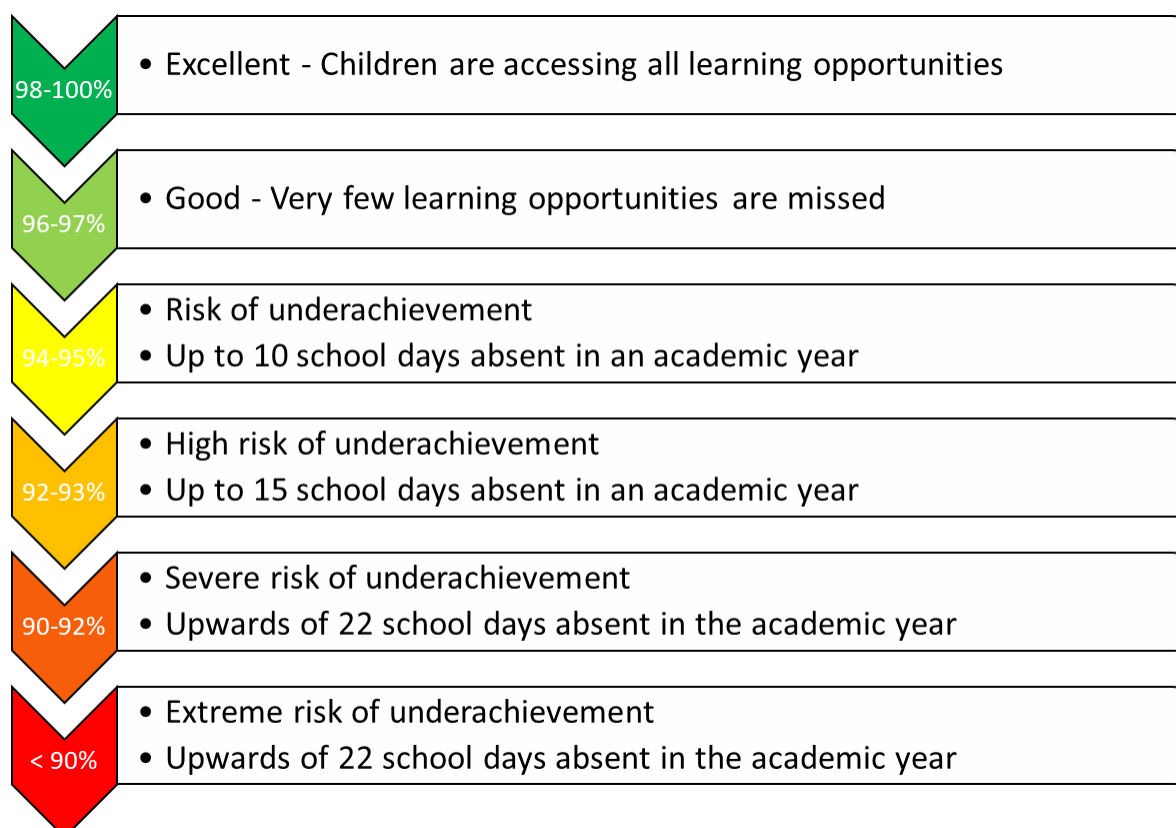 98-100%
• Excellent - Children are accessing all learning opportunities
96-97%
• Good - Very few learning opportunities are missed
94-95%
• Risk of underachievement
• Up to 10 school days absent in an academic year
92-93%
• High risk of underachievement
• Up to 15 school days absent in an academic year
90-92%
• Severe risk of underachievement
• Upwards of 22 school days absent in the academic year
< 90%
• Extreme risk of underachievement
• Upwards of 22 school days absent in the academic year